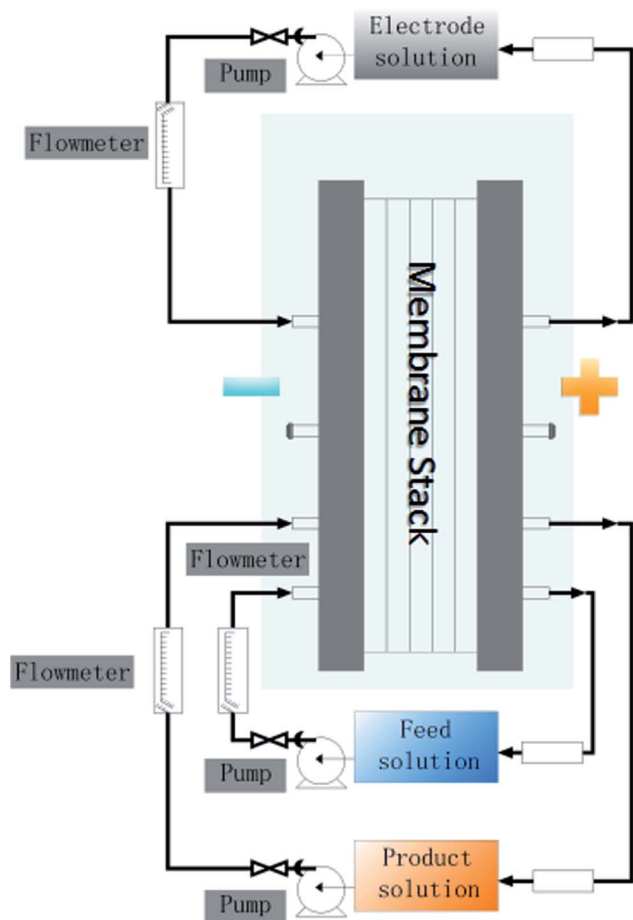 Electrode
solution
Pump
Flowmeter
Membrane Stack
Flowmeter
Flowmeter
Feed
solution
Pump
Product
solution
Pump